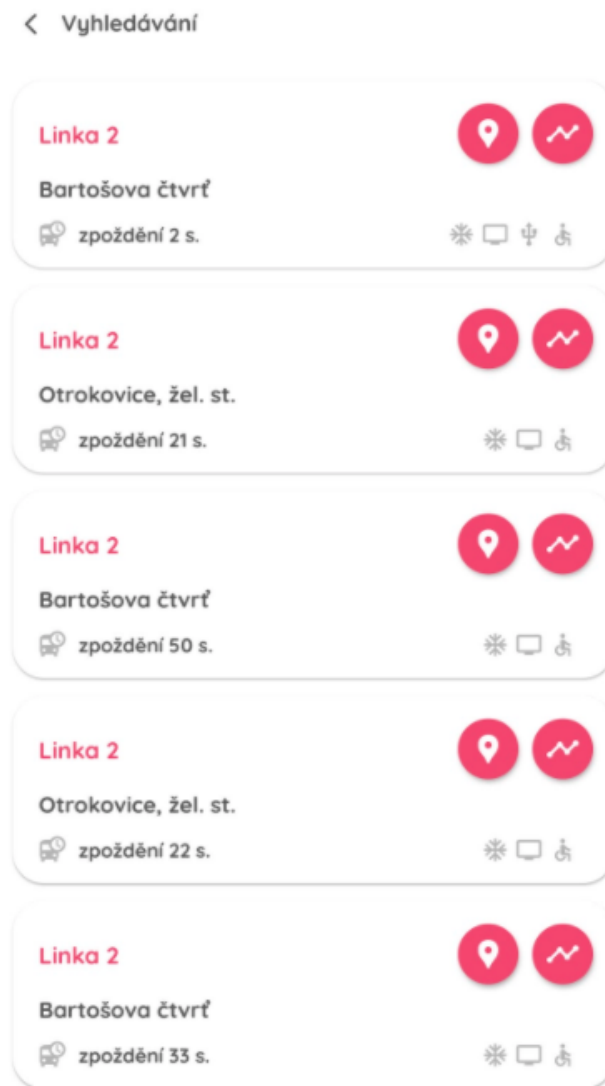 Vyhledávání
Linka 2
Bartošova čtvrť
zpoždění 2 s.
Linka 2
Otrokovice, žel. st.
zpoždění 21 s.
Linka 2
Bartošova čtvrť
zpoždění 50 s.
Linka 2
Otrokovice, žel. st.
zpoždění 22 s.
Linka 2
Bartošova čtvrť
zpoždění 33 s.